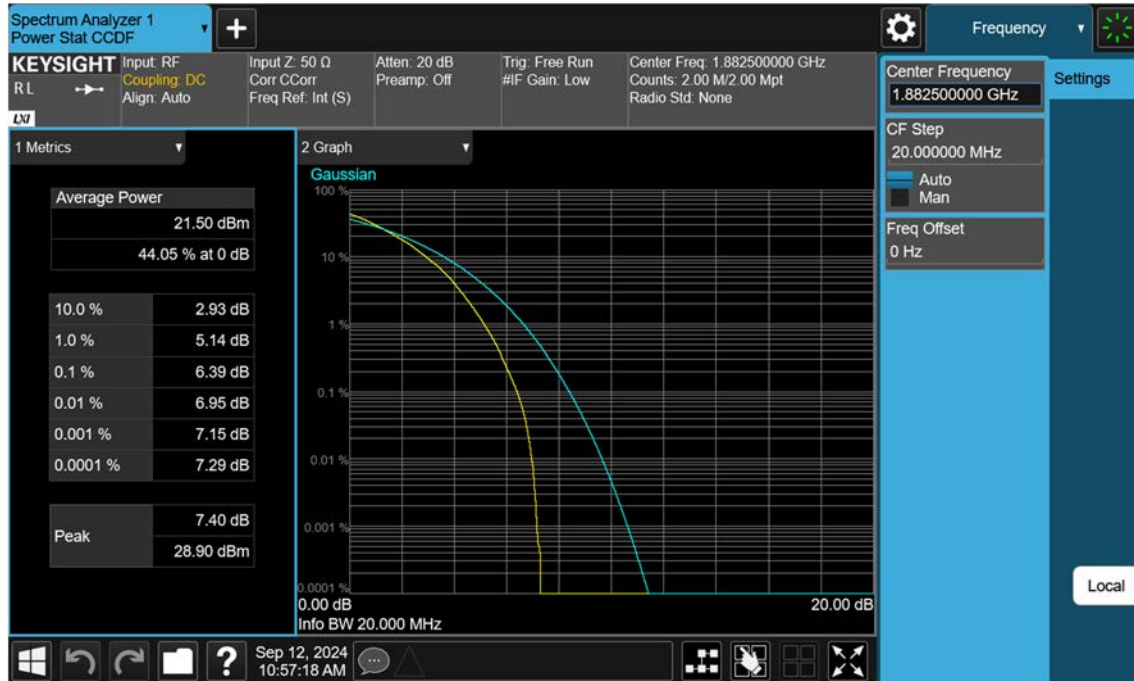 Spectrum Analyzer 1
Power Stat CCDF
+
Frequency
KEYSIGHT
R L
LXI
Input: RF
Coupling: DC
Align: Auto
Input Z: 50 Ω
Corr CCorr
Freq Ref: Int (S)
Atten: 20 dB
Preamp: Off
Trig: Free Run
#IF Gain: Low
Center Freq: 1.882500000 GHz
Counts: 2.00 M/2.00 Mpt
Radio Std: None
Center Frequency
1.882500000 GHz
Settings
CF Step
20.000000 MHz
Auto
Man
Freq Offset
0 Hz
1 Metrics
Average Power
21.50 dBm
44.05 % at 0 dB
10.0 % 2.93 dB
1.0 % 5.14 dB
0.1 % 6.39 dB
0.01 % 6.95 dB
0.001 % 7.15 dB
0.0001 % 7.29 dB
Peak
7.40 dB
28.90 dBm
2 Graph
Gaussian
100 %
10 %
1 %
0.1 %
0.01 %
0.001 %
0.0001 %
0.00 dB 20.00 dB
Info BW 20.000 MHz
Local
?
Sep 12, 2024
10:57:18 AM